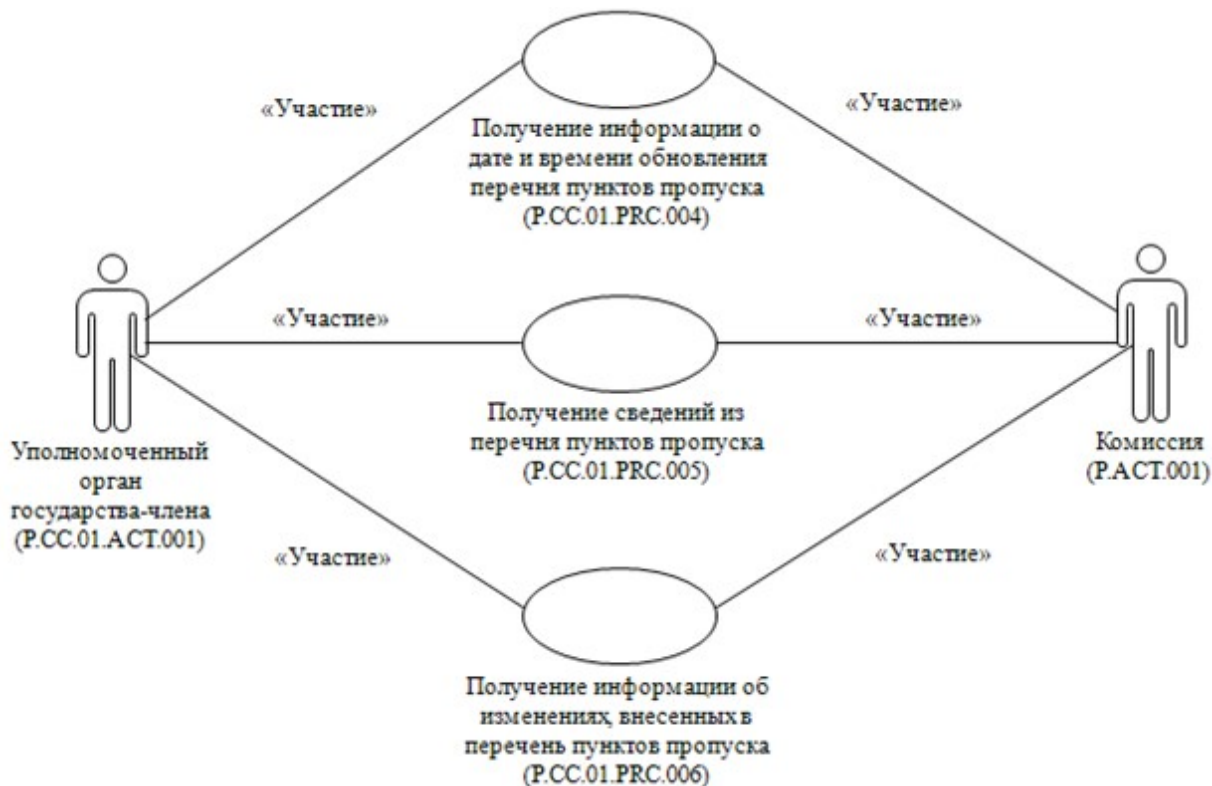 «Участие»
«Участие»
Получение информации о
дате и времени обновления
перечня пунктов пропуска
(P.CC.01.PRC.004)
«Участие»
«Участие»
Получение сведений из
перечня пунктов пропуска
(P.CC.01.PRC.005)
Уполномоченный
орган
государства-члена
(P.CC.01.ACT.001)
Комиссия
(P.ACT.001)
«Участие»
«Участие»
Получение информации об
изменениях, внесенных в
перечень пунктов пропуска
(P.CC.01.PRC.006)